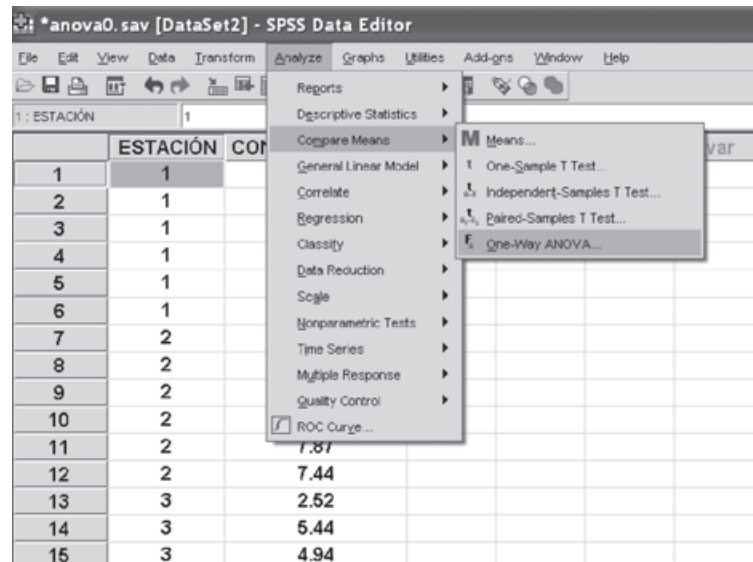 *anova0.sav [DataSet2] - SPSS Data Editor
File Edit View Data Transform Analyze Graphs Utilities Add-ons Window Help
1 : ESTACIÓN 1
ESTACIÓN CON var
Reports
Descriptive Statistics
Compare Means
General Linear Model
Correlate
Regression
Classify
Data Reduction
Scale
Nonparametric Tests
Time Series
Multiple Response
Quality Control
ROC Curve...
M Means...
t One-Sample T Test...
Independent-Samples T Test...
Paired-Samples T Test...
One-Way ANOVA...
1 1
2 1
3 1
4 1
5 1
6 1
7 2
8 2
9 2
10 2
11 2 7.87
12 2 7.44
13 3 2.52
14 3 5.44
15 3 4.94